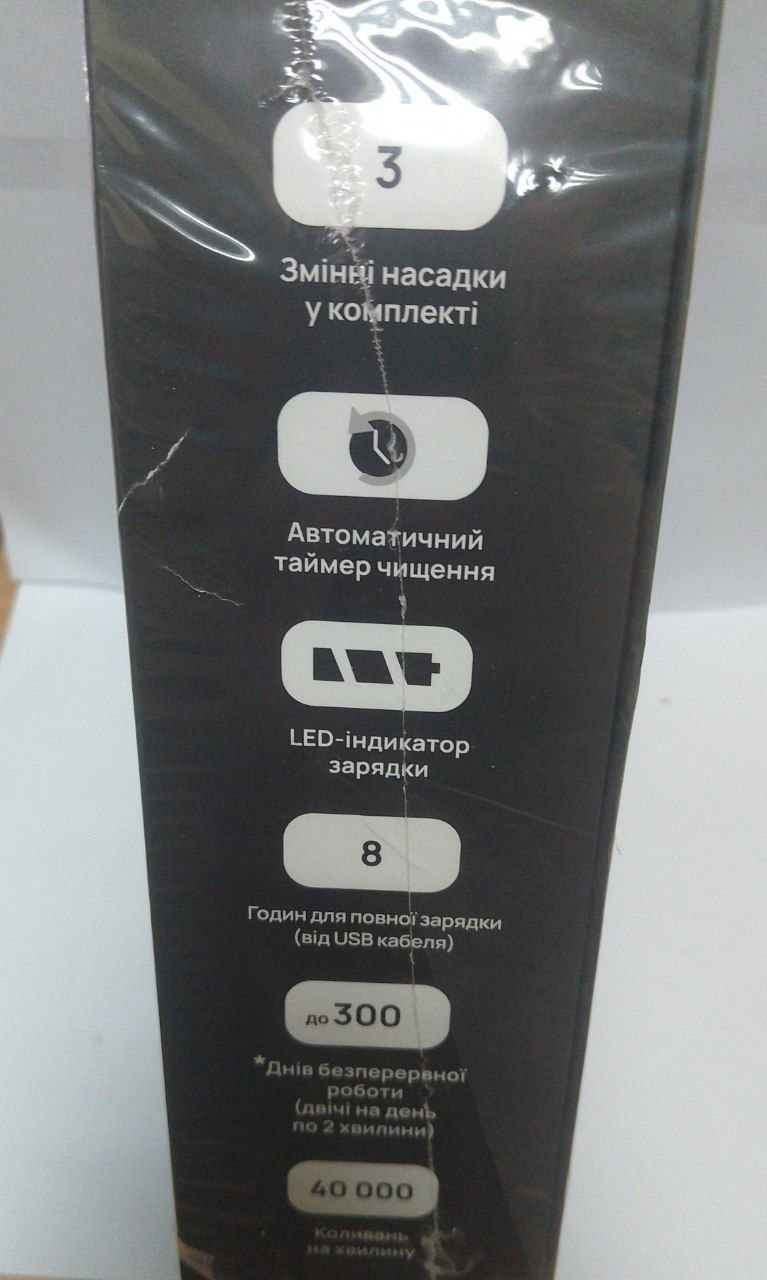 3
Змінні насадки
у комплекті
Автоматичний
таймер чищення
LED-індикатор
зарядки
8
Годин для повної зарядки
(від USB кабеля)
до 300
*Днів безперервної
роботи
(двічі на день
по 2 хвилини)
40 000
Коливань
на хвилину